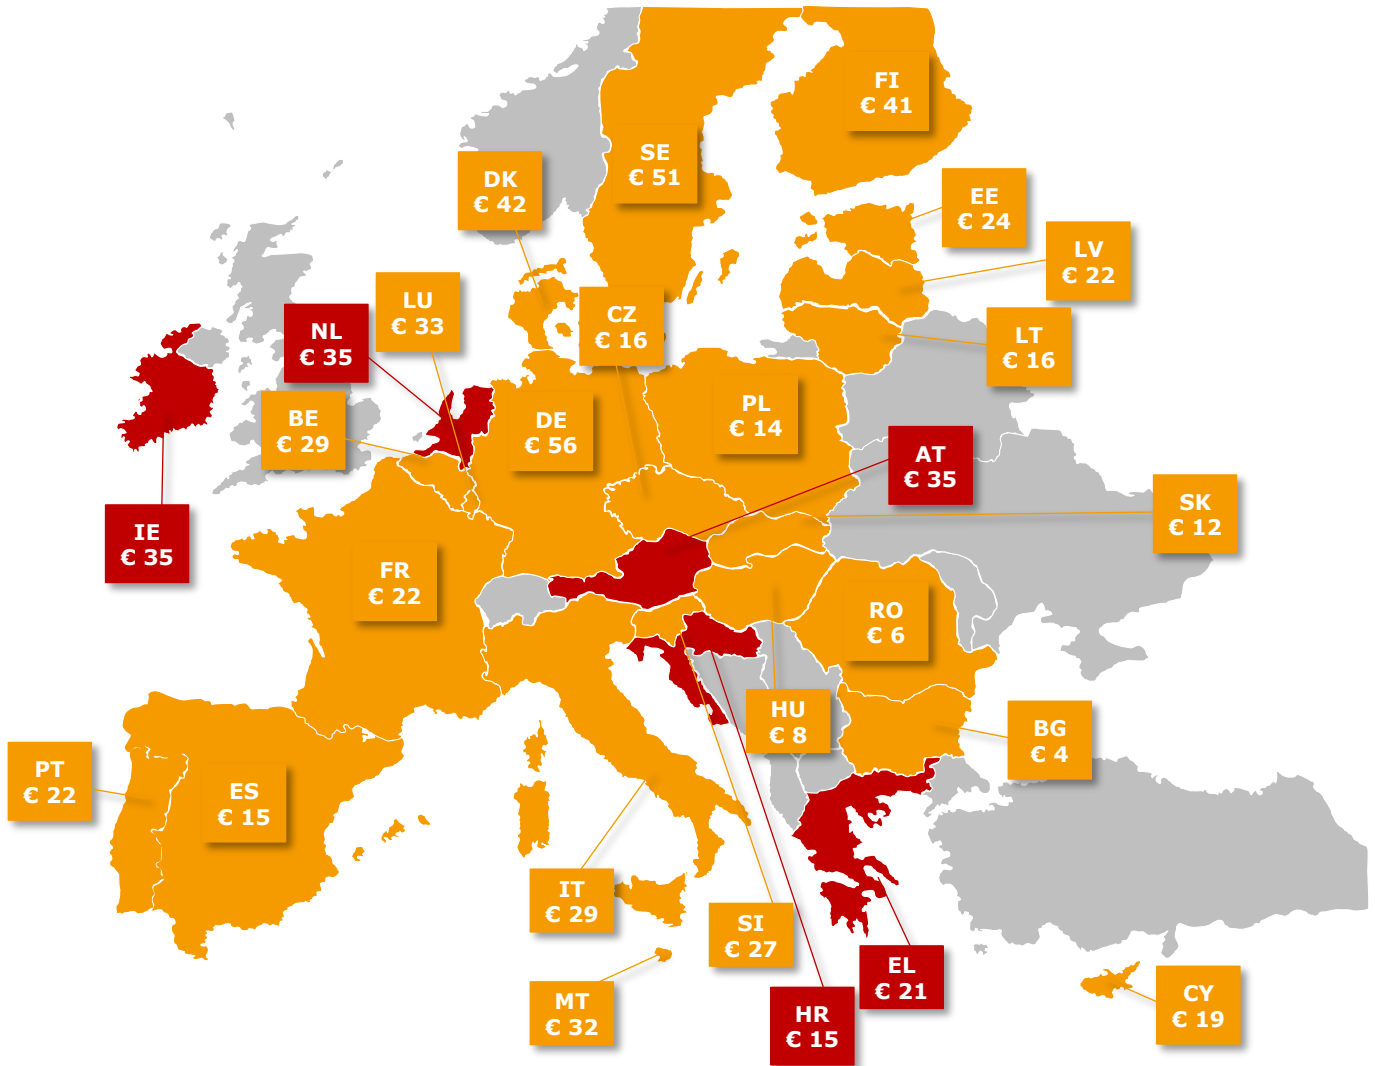 FI
€ 41
SE
€ 51
DK
€ 42
EE
€ 24
LV
€ 22
LU
€ 33
CZ
€ 16
NL
€ 35
LT
€ 16
BE
€ 29
DE
€ 56
PL
€ 14
AT
€ 35
SK
€ 12
IE
€ 35
FR
€ 22
RO
€ 6
HU
€ 8
BG
€ 4
PT
€ 22
ES
€ 15
IT
€ 29
SI
€ 27
EL
€ 21
MT
€ 32
HR
€ 15
CY
€ 19